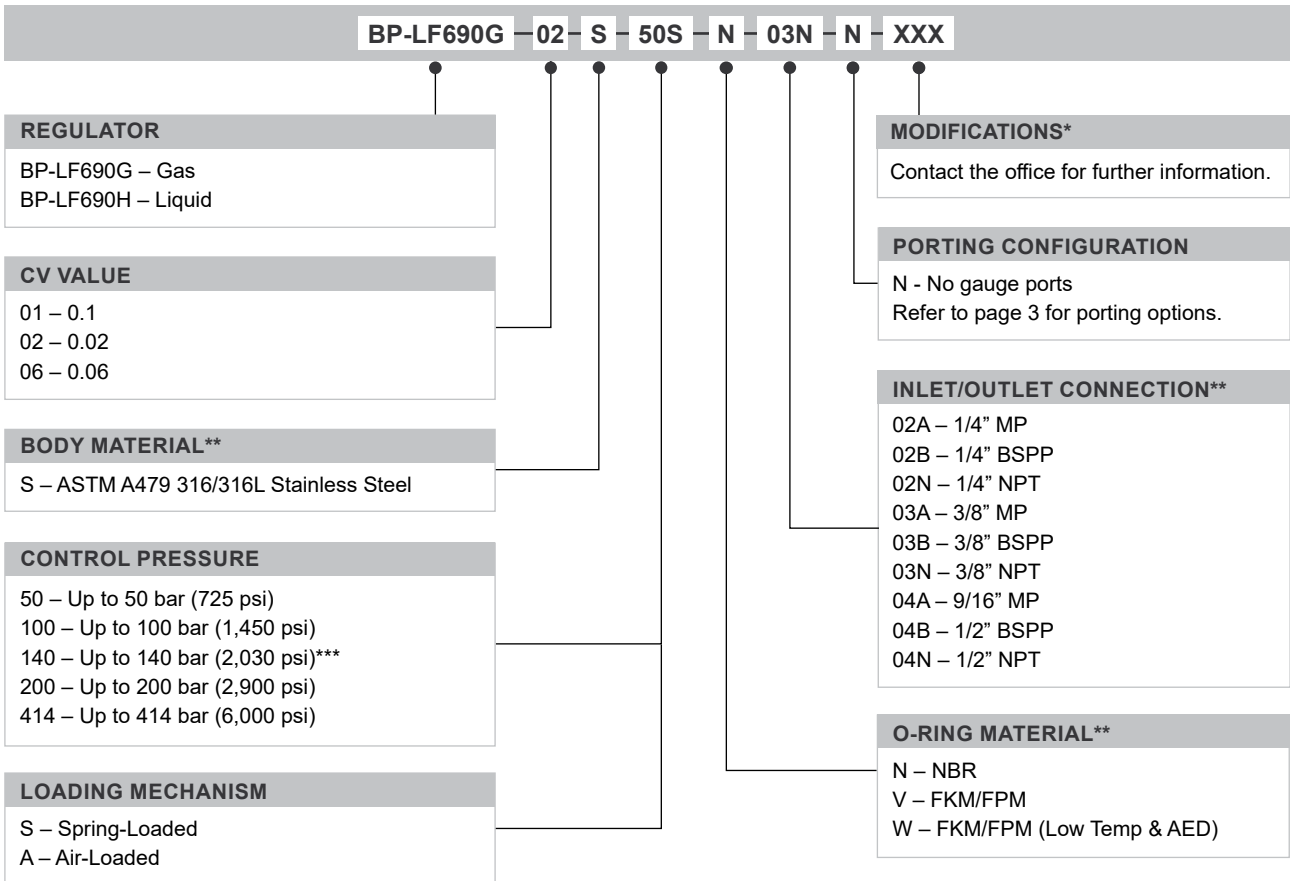 BP-LF690G – 02 – S – 50S – N – 03N – N – XXX
REGULATOR
BP-LF690G – Gas
BP-LF690H – Liquid
CV VALUE
01 – 0.1
02 – 0.02
06 – 0.06
BODY MATERIAL**
S – ASTM A479 316/316L Stainless Steel
CONTROL PRESSURE
50 – Up to 50 bar (725 psi)
100 – Up to 100 bar (1,450 psi)
140 – Up to 140 bar (2,030 psi)***
200 – Up to 200 bar (2,900 psi)
414 – Up to 414 bar (6,000 psi)
LOADING MECHANISM
S – Spring-Loaded
A – Air-Loaded
MODIFICATIONS*
Contact the office for further information.
PORTING CONFIGURATION
N - No gauge ports
Refer to page 3 for porting options.
INLET/OUTLET CONNECTION**
02A – 1/4” MP
02B – 1/4” BSPP
02N – 1/4” NPT
03A – 3/8” MP
03B – 3/8” BSPP
03N – 3/8” NPT
04A – 9/16” MP
04B – 1/2” BSPP
04N – 1/2” NPT
O-RING MATERIAL**
N – NBR
V – FKM/FPM
W – FKM/FPM (Low Temp & AED)